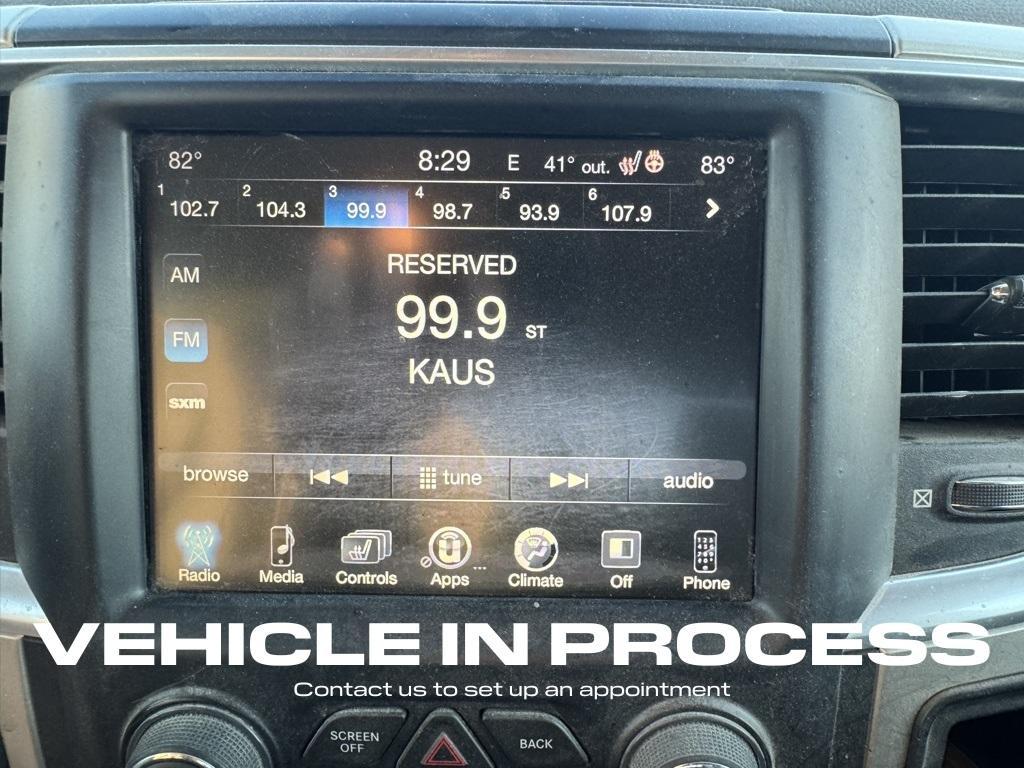 82° 8:29 E 41° out. 83°
1 102.7 2 104.3 3 99.9 4 98.7 5 93.9 6 107.9
RESERVED
AM
99.9 ST
FM
KAUS
sxm
browse tune audio
Radio Media Controls Apps... Climate Off Phone
VEHICLE IN PROCESS
Contact us to set up an appointment
SCREEN OFF BACK